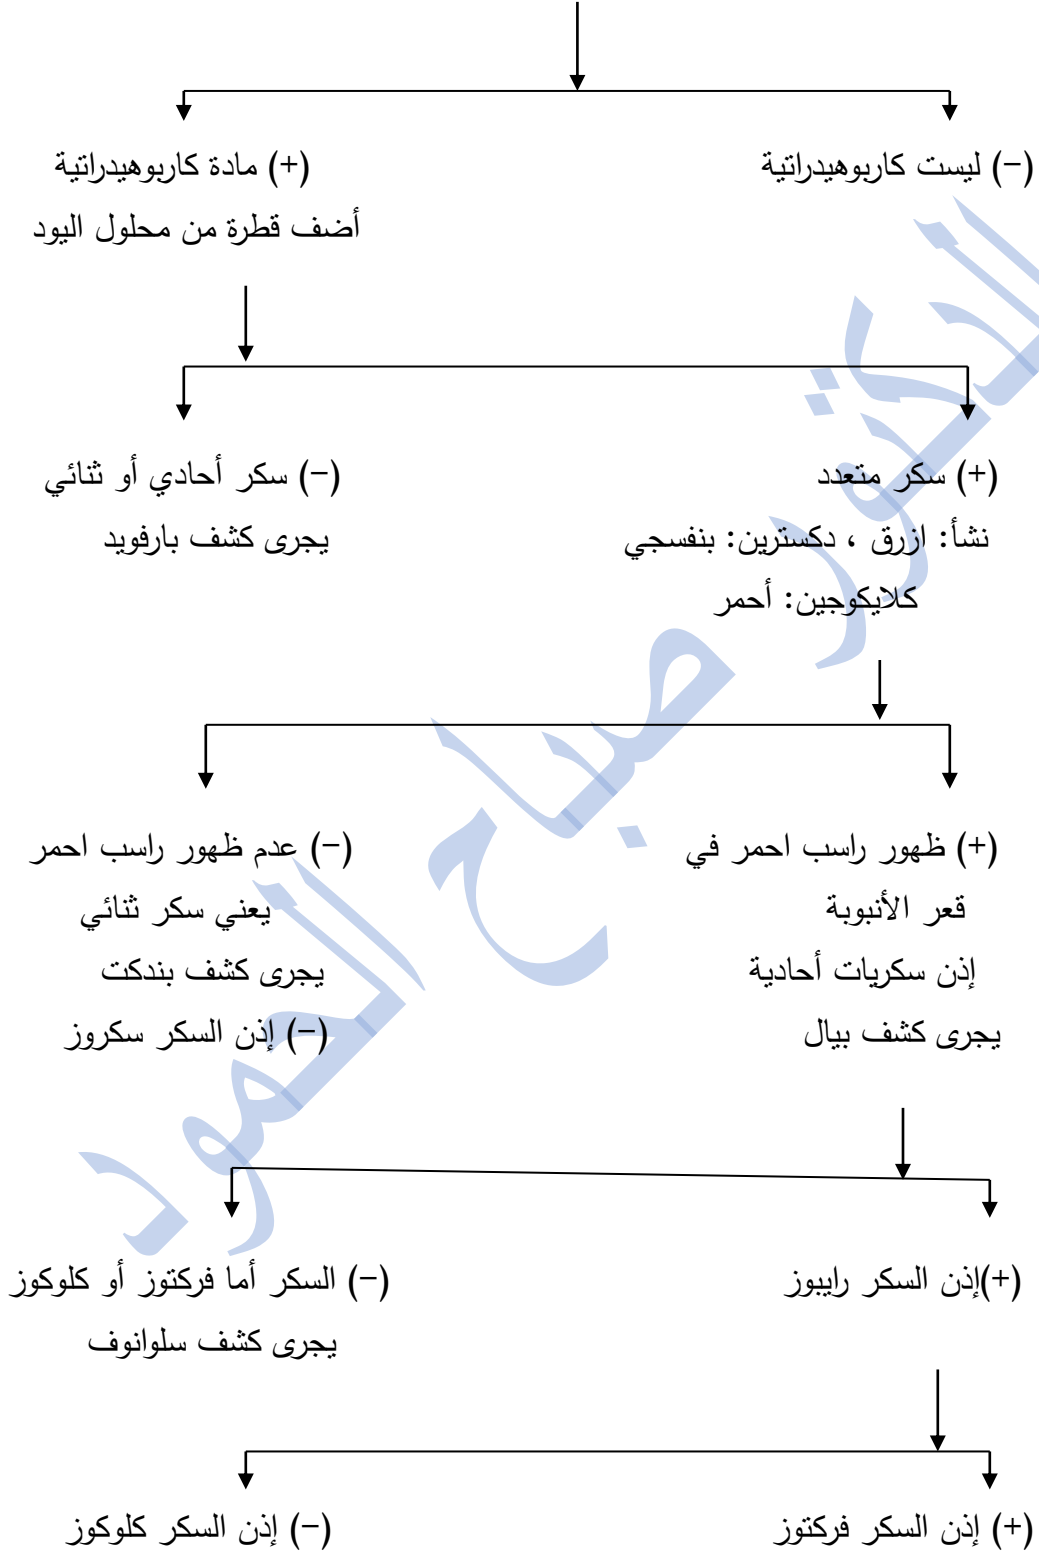 (-) ليست كاربوهيدراتية
(+) مادة كاربوهيدراتية
أضف قطرة من محلول اليود
(+) سكر متعدد
نشأ: ازرق ، دكسترين: بنفسجي
كلايكوجين: أحمر
(-) سكر أحادي أو ثنائي
يجرى كشف بارفويد
(+) ظهور راسب احمر في
قعر الأنبوبة
إذن سكريات أحادية
يجرى كشف بيال
(-) عدم ظهور راسب احمر
يعني سكر ثنائي
يجرى كشف بندكت
(-) إذن السكر سكروز
(+)إذن السكر رايبوز
(-) السكر أما فركتوز أو كلوكوز
يجرى كشف سلوانوف
(+) إذن السكر فركتوز
(-) إذن السكر كلوكوز
الدكتور صباح الحمود